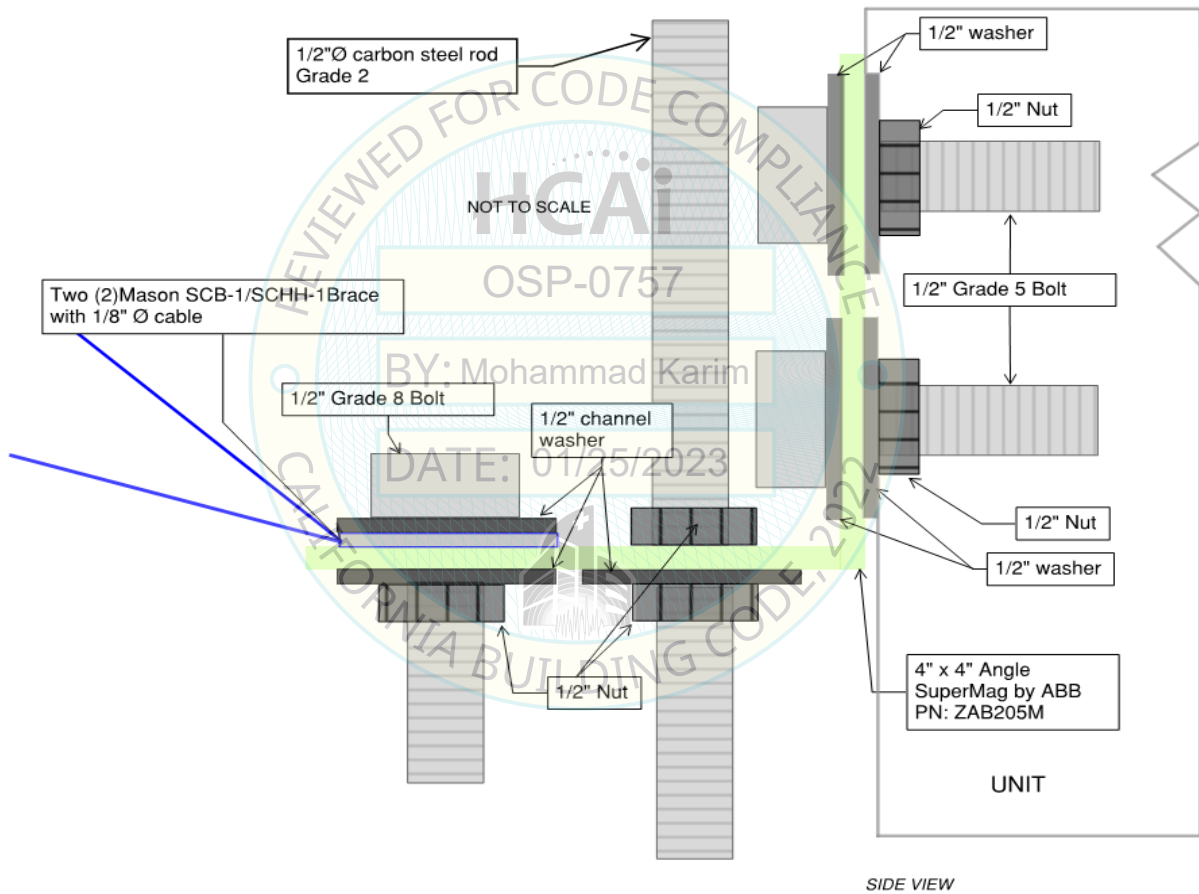 1/2" washer
1/2"Ø carbon steel rod
Grade 2
1/2" Nut
REVIEWED FOR CODE COMPLIANCE
HCAi
NOT TO SCALE
OSP-0757
Two (2)Mason SCB-1/SCHH-1Brace
with 1/8" Ø cable
1/2" Grade 5 Bolt
BY: Mohammad Karim
1/2" Grade 8 Bolt
1/2" channel
washer
DATE: 01/25/2023
1/2" Nut
1/2" washer
CALIFORNIA BUILDING CODE, 2022
4" x 4" Angle
SuperMag by ABB
PN: ZAB205M
1/2" Nut
UNIT
SIDE VIEW